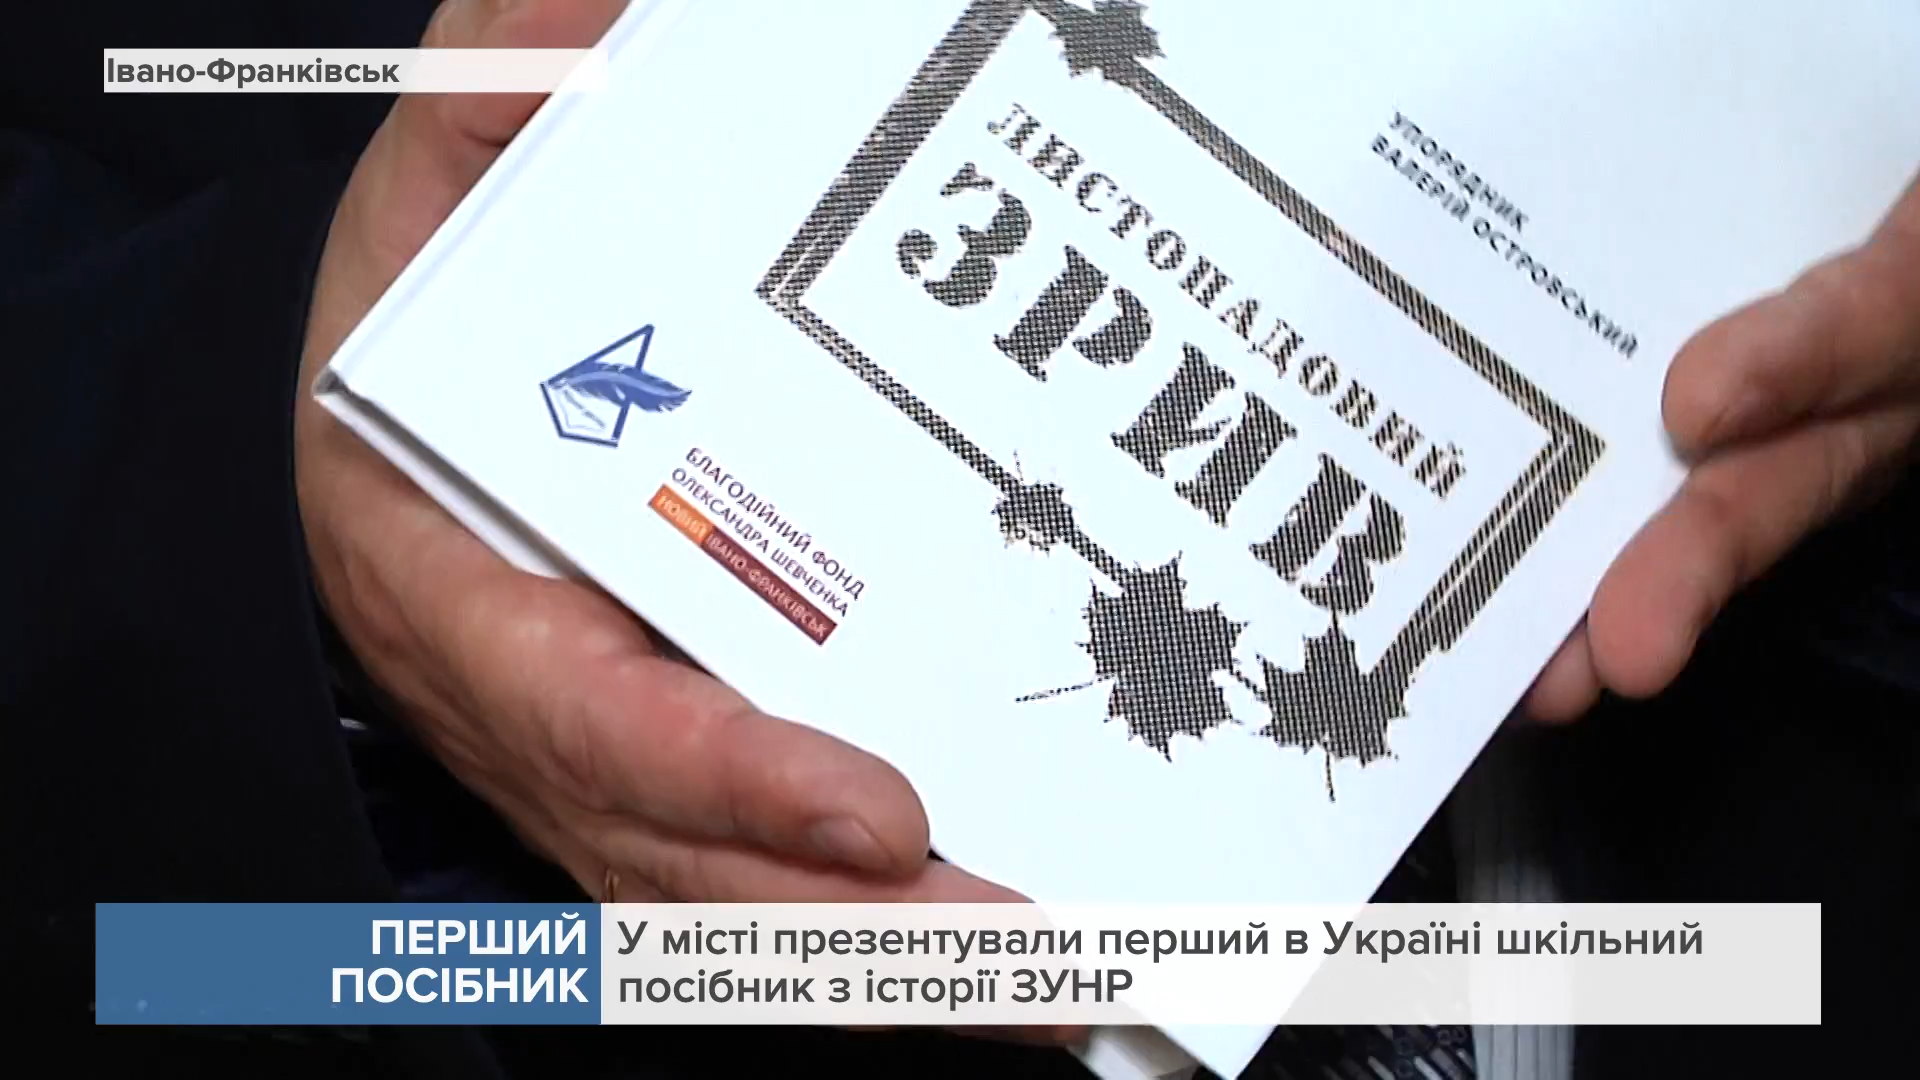 Івано-Франківськ
УПОРЯДНИК
ВАЛЕРІЙ ОСТРОВСЬКИЙ
ЛИСТОПАДОВИЙ
ЗРИВ
БЛАГОДІЙНИЙ ФОНД
ОЛЕКСАНДРА ШЕВЧЕНКА
НОВИЙ ІВАНО-ФРАНКІВСЬК
ПЕРШИЙ
ПОСІБНИК
У місті презентували перший в Україні шкільний
посібник з історії ЗУНР